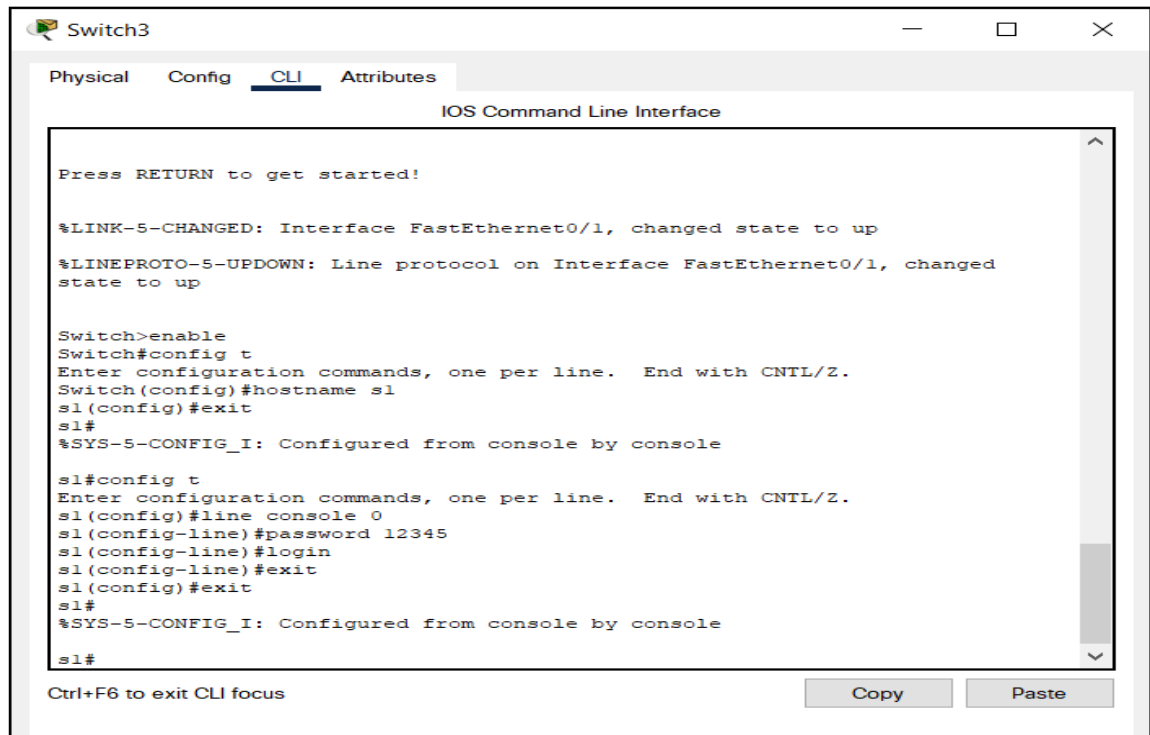 Switch3
Physical Config CLI Attributes
IOS Command Line Interface
Press RETURN to get started!
%LINK-5-CHANGED: Interface FastEthernet0/1, changed state to up
%LINEPROTO-5-UPDOWN: Line protocol on Interface FastEthernet0/1, changed
state to up
Switch>enable
Switch#config t
Enter configuration commands, one per line.  End with CNTL/Z.
Switch(config)#hostname s1
s1(config)#exit
s1#
%SYS-5-CONFIG_I: Configured from console by console
s1#config t
Enter configuration commands, one per line.  End with CNTL/Z.
s1(config)#line console 0
s1(config-line)#password 12345
s1(config-line)#login
s1(config-line)#exit
s1(config)#exit
s1#
%SYS-5-CONFIG_I: Configured from console by console
s1#
Ctrl+F6 to exit CLI focus
Copy Paste